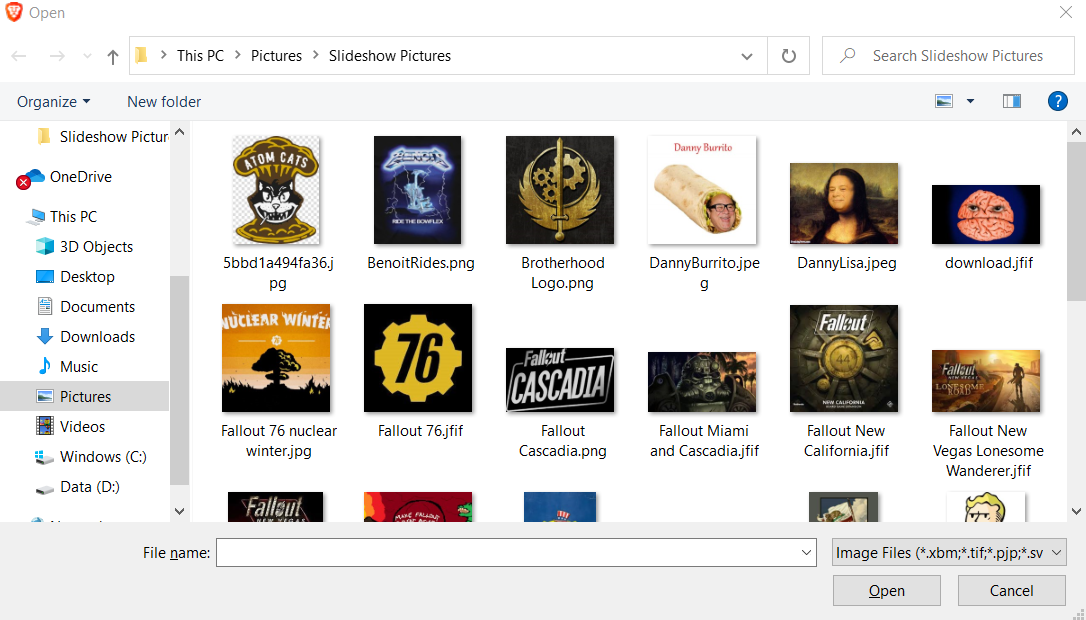 Open
This PC > Pictures > Slideshow Pictures
Search Slideshow Pictures
Organize
New folder
?
Slideshow Pictur
OneDrive
This PC
3D Objects
Desktop
Documents
Downloads
Music
Pictures
Videos
Windows (C:)
Data (D:)
ATOM CATS
RIDE THE BOWFLEX
Danny Burrito
5bbd1a494fa36.j
pg
BenoitRides.png
Brotherhood
Logo.png
DannyBurrito.jpe
g
DannyLisa.jpeg
download.jfif
NUCLEAR WINTER
76
Fallout
CASCADIA
Fallout
44
NEW CALIFORNIA
Fallout
NEW VEGAS
LONESOME
ROAD
Fallout 76 nuclear
winter.jpg
Fallout 76.jfif
Fallout
Cascadia.png
Fallout Miami
and Cascadia.jfif
Fallout New
California.jfif
Fallout New
Vegas Lonesome
Wanderer.jfif
Fallout
NEW VEGAS
MAKE FALLOUT
File name:
Image Files (*.xbm;*.tif;*.pjp;*.sv
Open
Cancel